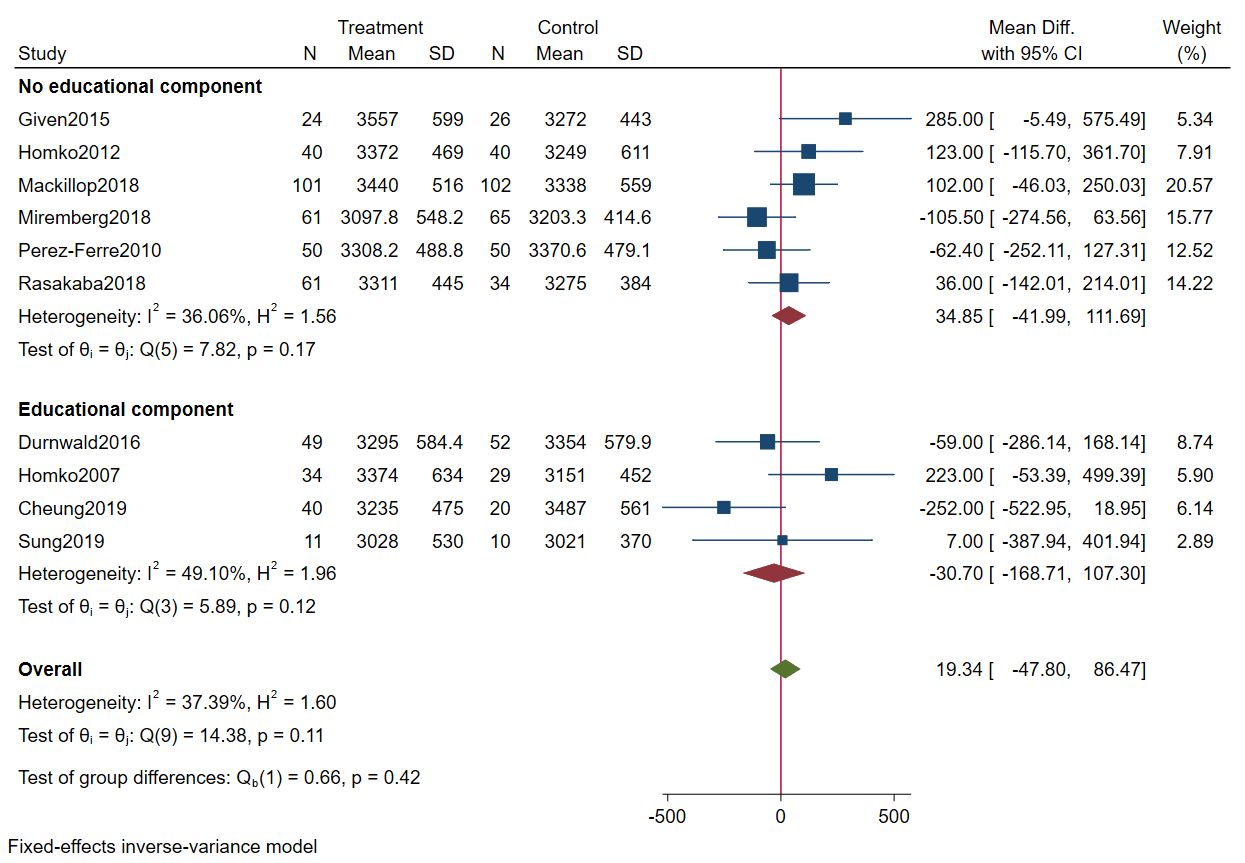 Treatment Control Mean Diff. Weight
Study N Mean SD N Mean SD with 95% CI (%)
No educational component
Given2015 24 3557 599 26 3272 443 285.00 [ -5.49, 575.49] 5.34
Homko2012 40 3372 469 40 3249 611 123.00 [ -115.70, 361.70] 7.91
Mackillop2018 101 3440 516 102 3338 559 102.00 [ -46.03, 250.03] 20.57
Miremberg2018 61 3097.8 548.2 65 3203.3 414.6 -105.50 [ -274.56, 63.56] 15.77
Perez-Ferre2010 50 3308.2 488.8 50 3370.6 479.1 -62.40 [ -252.11, 127.31] 12.52
Rasakaba2018 61 3311 445 34 3275 384 36.00 [ -142.01, 214.01] 14.22
Heterogeneity: I² = 36.06%, H² = 1.56 34.85 [ -41.99, 111.69]
Test of θᵢ = θⱼ: Q(5) = 7.82, p = 0.17
Educational component
Durnwald2016 49 3295 584.4 52 3354 579.9 -59.00 [ -286.14, 168.14] 8.74
Homko2007 34 3374 634 29 3151 452 223.00 [ -53.39, 499.39] 5.90
Cheung2019 40 3235 475 20 3487 561 -252.00 [ -522.95, 18.95] 6.14
Sung2019 11 3028 530 10 3021 370 7.00 [ -387.94, 401.94] 2.89
Heterogeneity: I² = 49.10%, H² = 1.96 -30.70 [ -168.71, 107.30]
Test of θᵢ = θⱼ: Q(3) = 5.89, p = 0.12
Overall 19.34 [ -47.80, 86.47]
Heterogeneity: I² = 37.39%, H² = 1.60
Test of θᵢ = θⱼ: Q(9) = 14.38, p = 0.11
Test of group differences: Q_b(1) = 0.66, p = 0.42
-500 0 500
Fixed-effects inverse-variance model